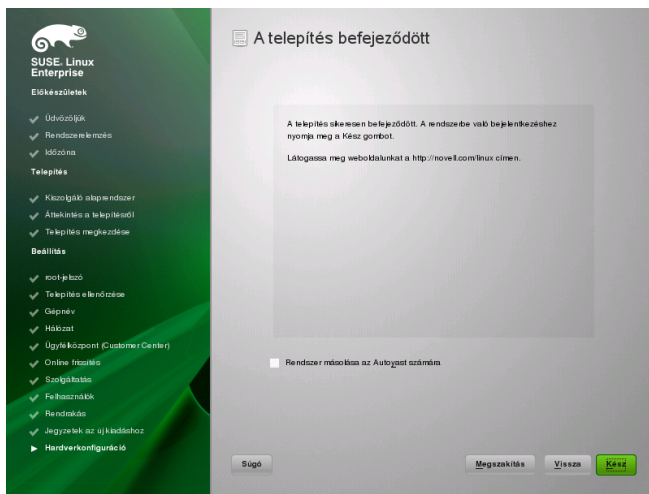 SUSE. Linux
Enterprise
Előkészületek
Üdvözöljük
Rendszerelemzés
Időzóna
Telepítés
Kiszolgáló alaprendszer
Áttekintés a telepítésről
Telepítés megkezdése
Beállítás
root-jelszó
Telepítés ellenőrzése
Gépnév
Hálózat
Ügyfélközpont (Customer Center)
Online frissítés
Szolgáltatás
Felhasználók
Rendrakás
Jegyzetek az új kiadáshoz
Hardverkonfiguráció
A telepítés befejeződött
A telepítés sikeresen befejeződött. A rendszerbe való bejelentkezéshez
nyomja meg a Kész gombot.
Látogassa meg weboldalunkat a http://novell.com/linux címen.
Rendszer másolása az Autoyast számára
Súgó
Megszakítás
Vissza
Kész